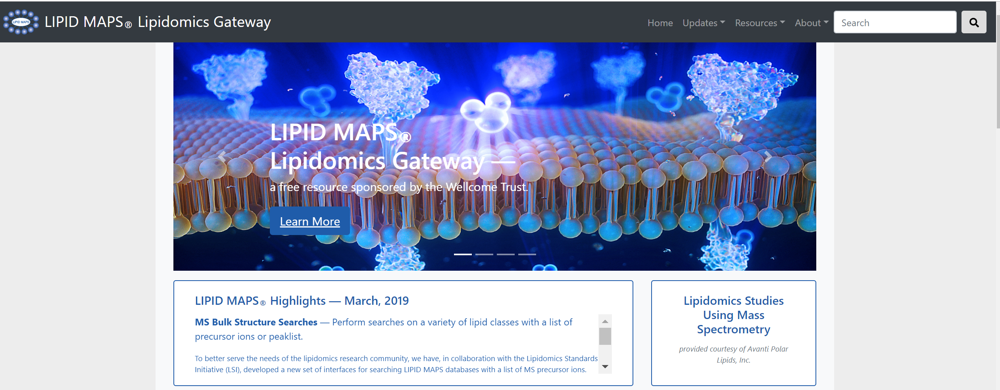 LIPID MAPS
LIPID MAPS® Lipidomics Gateway
Home Updates Resources About Search
LIPID MAPS®
Lipidomics Gateway —
a free resource sponsored by the Wellcome Trust.
Learn More
LIPID MAPS® Highlights — March, 2019
MS Bulk Structure Searches — Perform searches on a variety of lipid classes with a list of
precursor ions or peaklist.
To better serve the needs of the lipidomics research community, we have, in collaboration with the Lipidomics Standards
Initiative (LSI), developed a new set of interfaces for searching LIPID MAPS databases with a list of MS precursor ions.
Lipidomics Studies
Using Mass
Spectrometry
provided courtesy of Avanti Polar
Lipids, Inc.